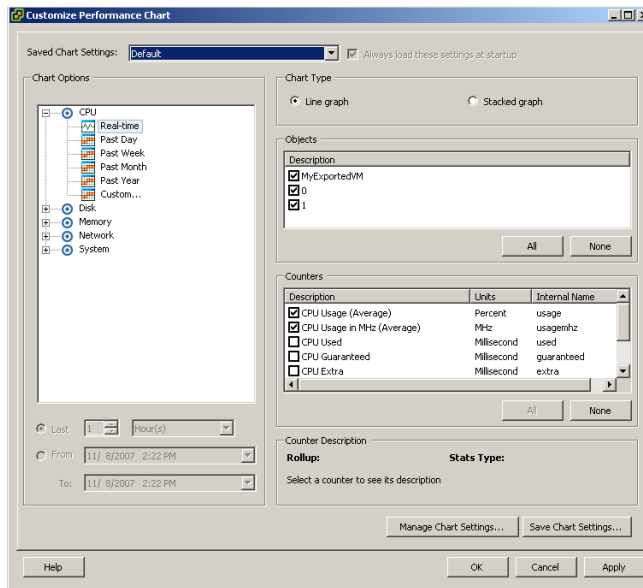 Customize Performance Chart
Saved Chart Settings: Default Always load these settings at startup
Chart Options
CPU
Real-time
Past Day
Past Week
Past Month
Past Year
Custom...
Disk
Memory
Network
System
Last 1 Hour(s)
From 11/ 8/2007 2:22 PM
To: 11/ 8/2007 2:22 PM
Chart Type
Line graph Stacked graph
Objects
Description
MyExportedVM
0
1
All None
Counters
Description Units Internal Name
CPU Usage (Average) Percent usage
CPU Usage in MHz (Average) MHz usagemhz
CPU Used Millisecond used
CPU Guaranteed Millisecond guaranteed
CPU Extra Millisecond extra
All None
Counter Description
Rollup: Stats Type:
Select a counter to see its description
Manage Chart Settings... Save Chart Settings...
Help OK Cancel Apply